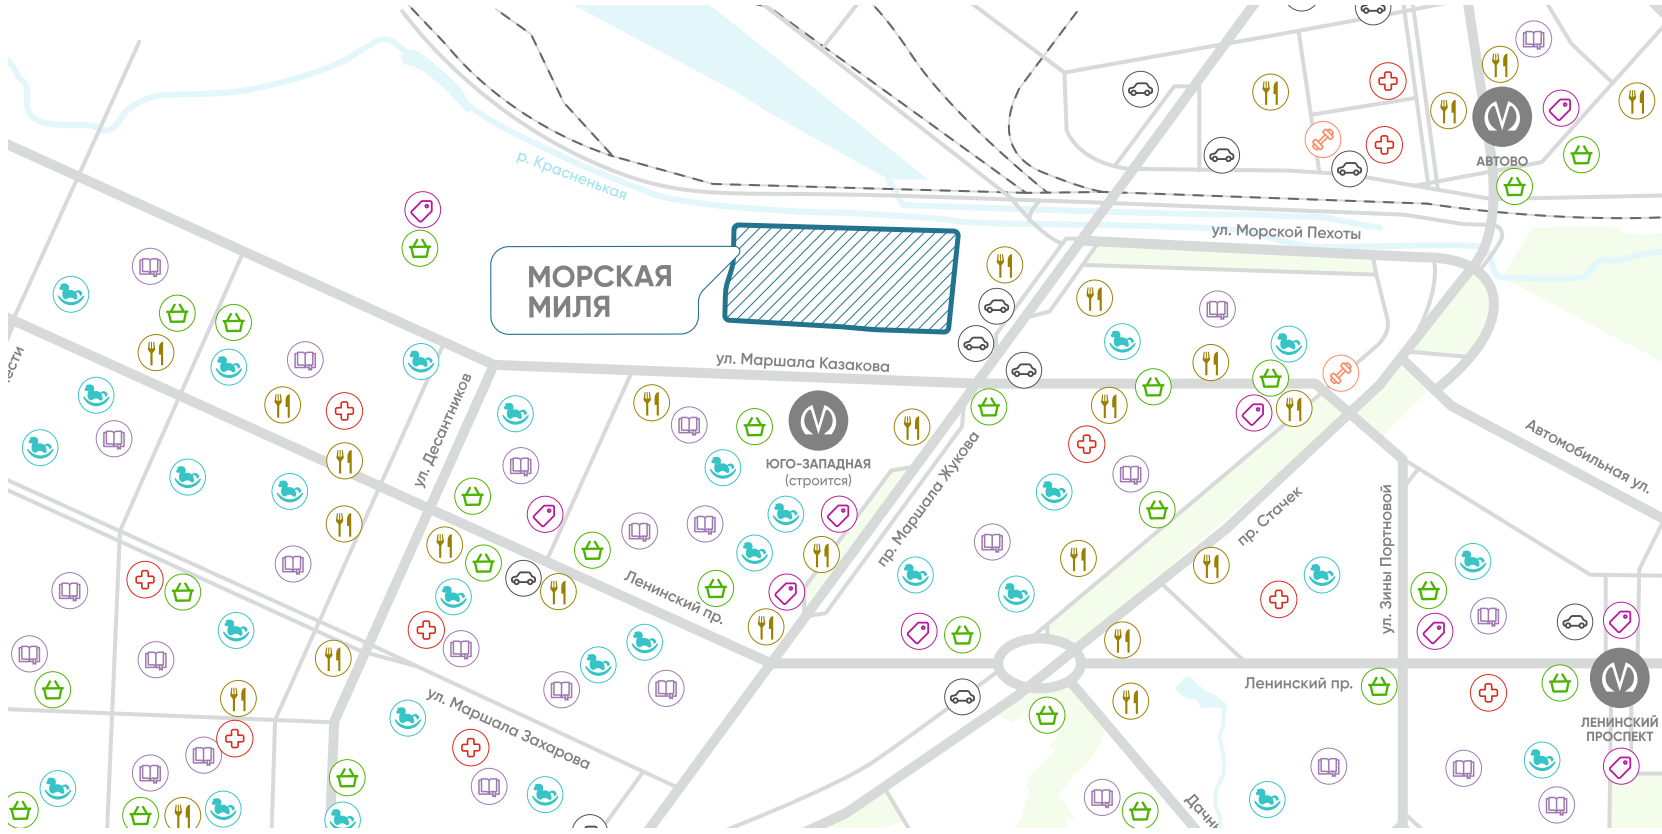 АВТОВО
р. Красненькая
ул. Морской Пехоты
МОРСКАЯ
МИЛЯ
ул. Маршала Казакова
ул. Десантников
ЮГО-ЗАПАДНАЯ
(строится)
пр. Маршала Жукова
Автомобильная ул.
пр. Стачек
ул. Зины Портновой
Ленинский пр.
Ленинский пр.
ул. Маршала Захарова
ЛЕНИНСКИЙ
ПРОСПЕКТ